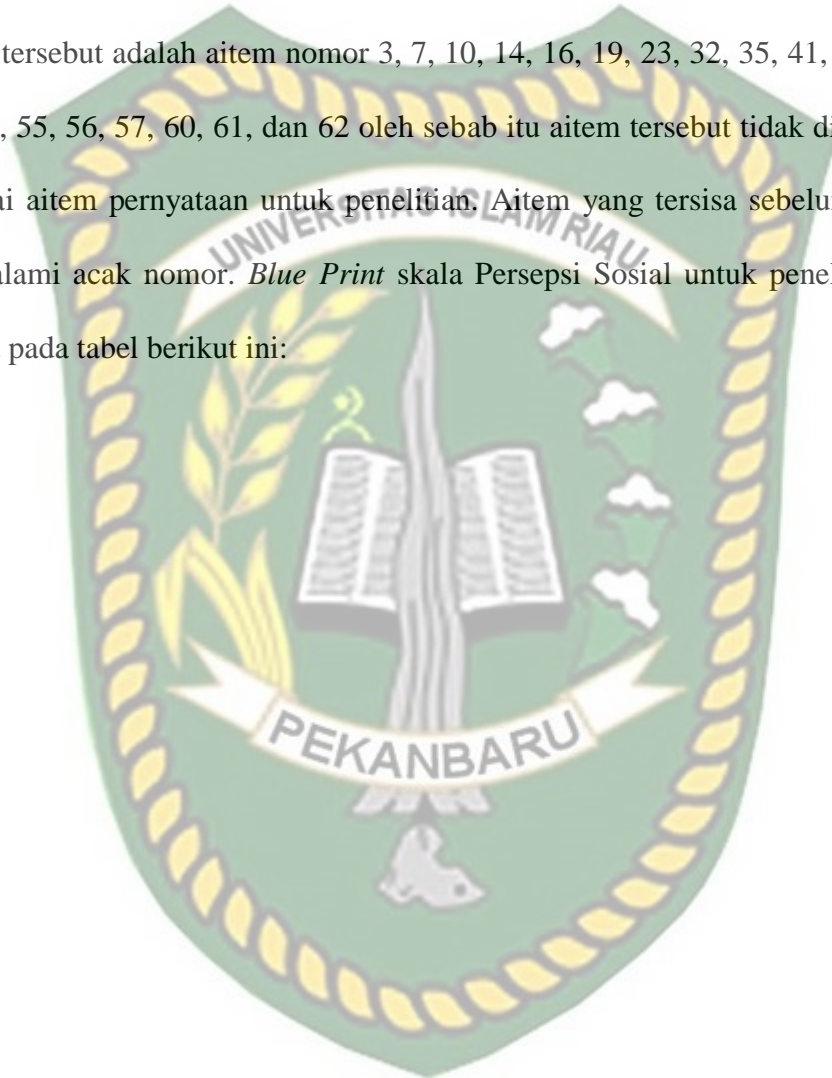 tersebut adalah aitem nomor 3, 7, 10, 14, 16, 19, 23, 32, 35, 41,
, 55, 56, 57, 60, 61, dan 62 oleh sebab itu aitem tersebut tidak di
ai aitem pernyataan untuk penelitian. Aitem yang tersisa sebelu
alami acak nomor. Blue Print skala Persepsi Sosial untuk pene
pada tabel berikut ini:
UNIVERSITAS ISLAM RIAU
PEKANBARU